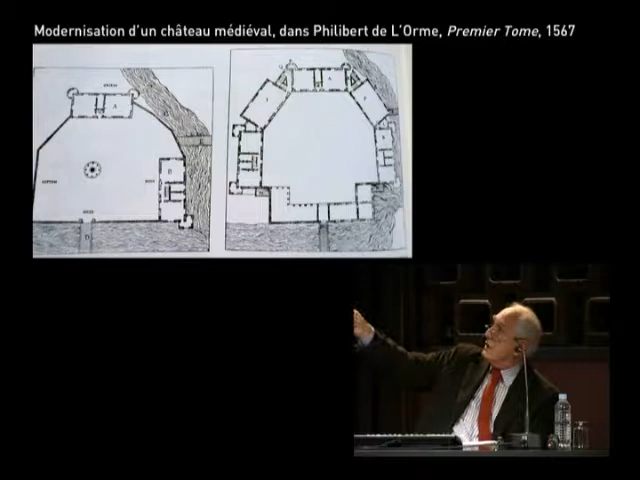 Modernisation d'un château médiéval, dans Philibert de L'Orme, Premier Tome, 1567